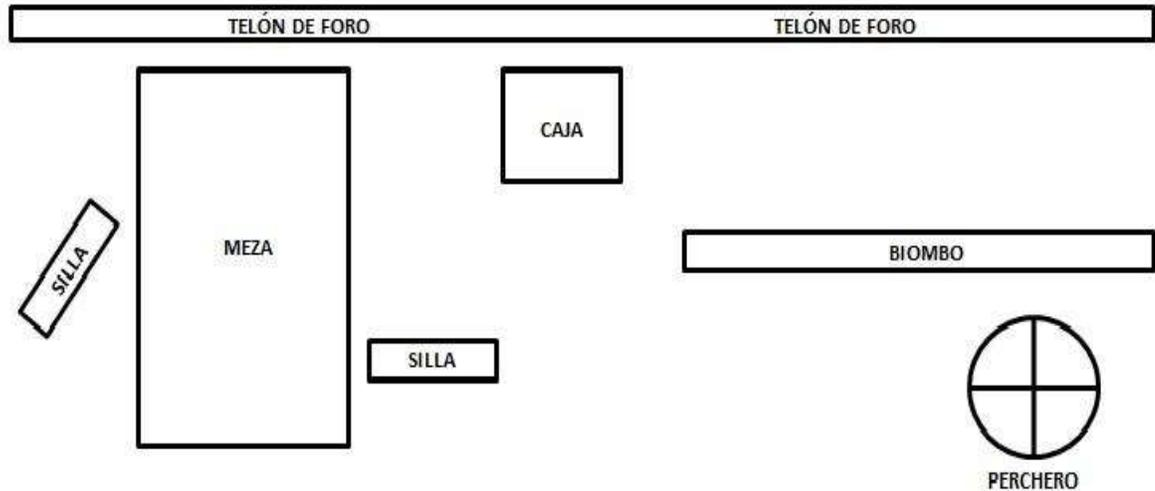 TELÓN DE FORO
TELÓN DE FORO
CAJA
SILLA
MEZA
BIOMBO
SILLA
PERCHERO